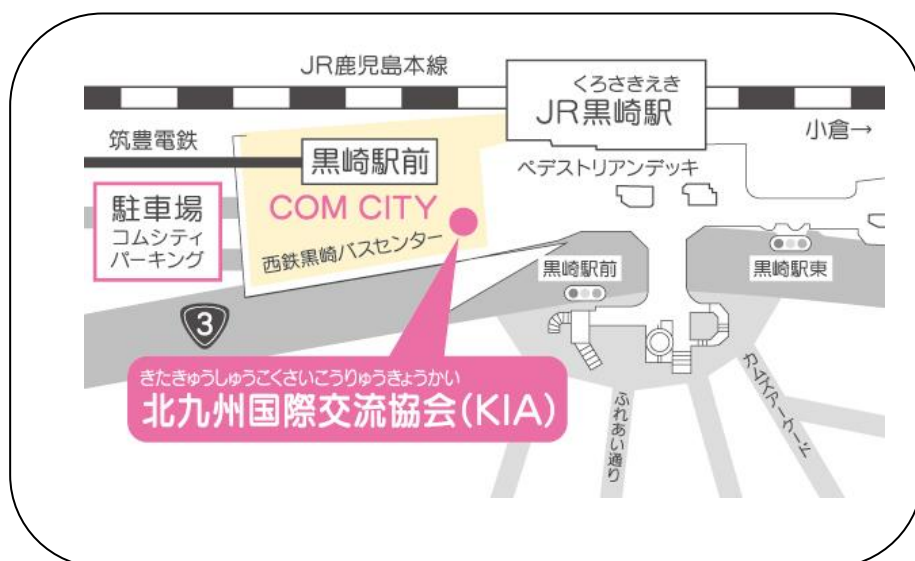 JR鹿児島本線
くろさきえき
JR黒崎駅
小倉→
筑豊電鉄
黒崎駅前
ペデストリアンデッキ
駐車場
コムシティ
パーキング
COM CITY
西鉄黒崎バスセンター
黒崎駅前
黒崎駅東
3
きたきゅうしゅうこくさいこうりゅうきょうかい
北九州国際交流協会(KIA)
ふれあい通り
カムズアーケード